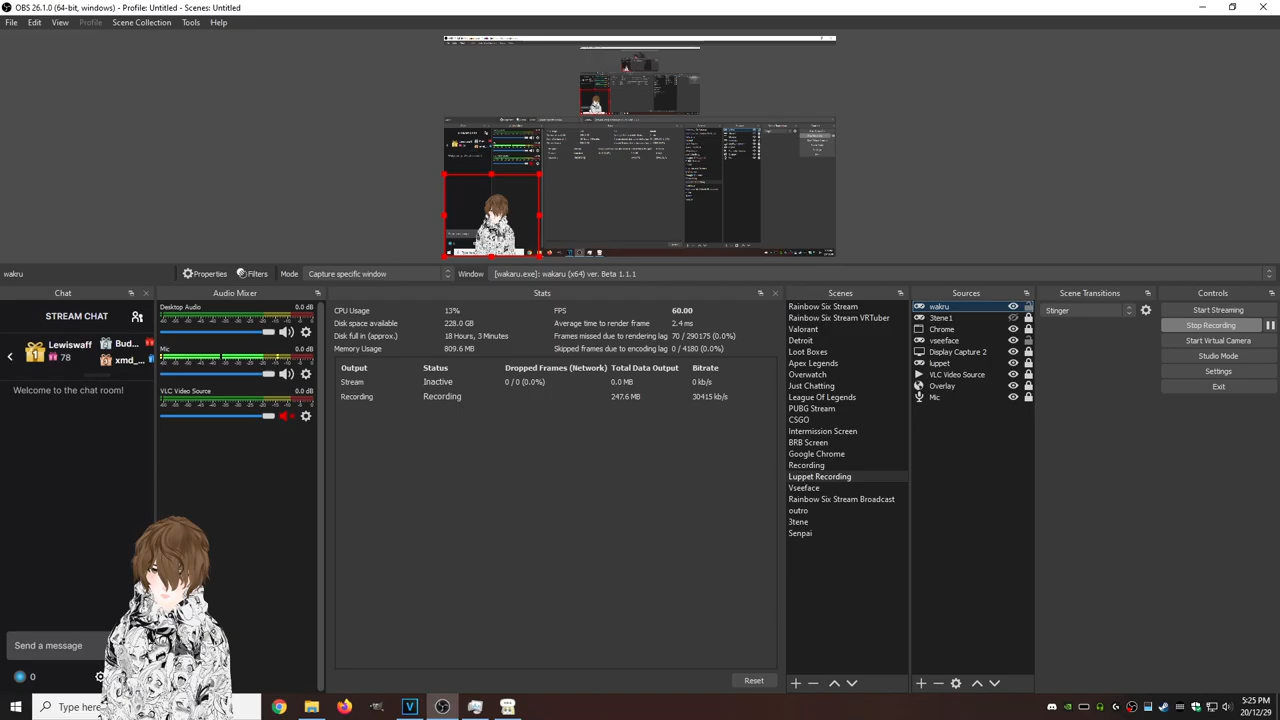 OBS 26.1.0 (64-bit, windows) - Profile: Untitled - Scenes: Untitled
File Edit View Profile Scene Collection Tools Help
wakru Properties Filters Mode Capture specific window Window [wakaru.exe]: wakaru (x64) ver. Beta 1.1.1
Chat
STREAM CHAT
Lewiswaff
78
Bud...
xmd_...
Welcome to the chat room!
Send a message
0
Audio Mixer
Desktop Audio 0.0 dB
Mic 0.0 dB
VLC Video Source 0.0 dB
Stats
CPU Usage 13%
Disk space available 228.0 GB
Disk full in (approx.) 18 Hours, 3 Minutes
Memory Usage 809.6 MB
FPS 60.00
Average time to render frame 2.4 ms
Frames missed due to rendering lag 70 / 290175 (0.0%)
Skipped frames due to encoding lag 0 / 4180 (0.0%)
Output Status Dropped Frames (Network) Total Data Output Bitrate
Stream Inactive 0 / 0 (0.0%) 0.0 MB 0 kb/s
Recording Recording 247.6 MB 30415 kb/s
Reset
Scenes
Rainbow Six Stream
Rainbow Six Stream VRTuber
Valorant
Detroit
Loot Boxes
Apex Legends
Overwatch
Just Chatting
League Of Legends
PUBG Stream
CSGO
Intermission Screen
BRB Screen
Google Chrome
Recording
Luppet Recording
Vseeface
Rainbow Six Stream Broadcast
outro
3tene
Senpai
Sources
wakru
3tene1
Chrome
vseeface
Display Capture 2
luppet
VLC Video Source
Overlay
Mic
Scene Transitions
Stinger
Controls
Start Streaming
Stop Recording
Start Virtual Camera
Studio Mode
Settings
Exit
Type here
5:25 PM
20/12/29